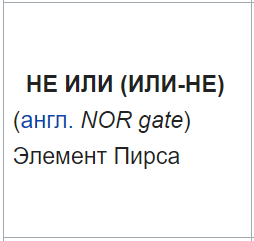 НЕ ИЛИ (ИЛИ-НЕ)
(англ. NOR gate)
Элемент Пирса